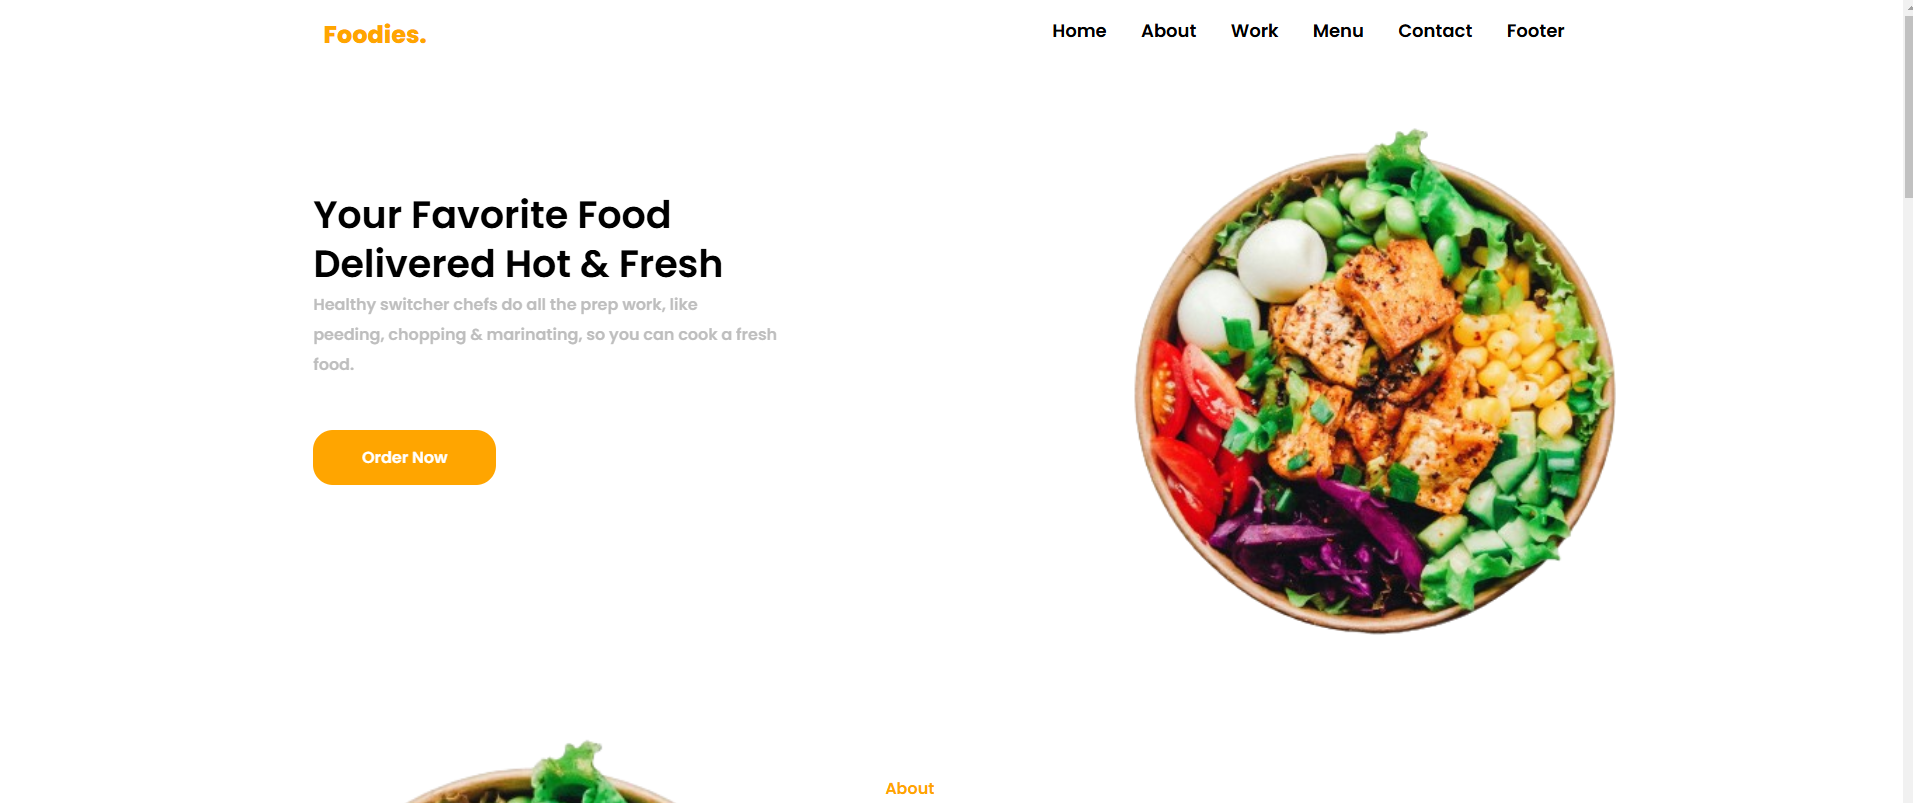 Foodies.
Home About Work Menu Contact Footer
Your Favorite Food
Delivered Hot & Fresh
Healthy switcher chefs do all the prep work, like
peeding, chopping & marinating, so you can cook a fresh
food.
Order Now
About